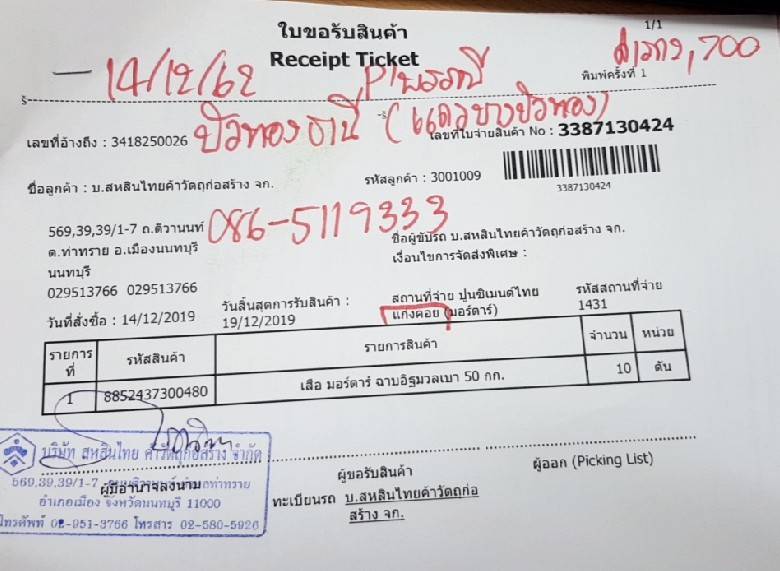 ใบขอรับสินค้า
1/1
Receipt Ticket
พิมพ์ครั้งที่ 1
14/12/62
700
บัวทองธานี (แถวบางบัวทอง)
เลขที่อ้างถึง : 3418250026
เลขที่ใบจ่ายสินค้า No : 3387130424
ชื่อลูกค้า : บ.สหสินไทยค้าวัตถุก่อสร้าง จก.
รหัสลูกค้า : 3001009
3387130424
086-5119333
569,39,39/1-7 ถ.ติวานนท์
ต.ท่าทราย อ.เมืองนนทบุรี
นนทบุรี
029513766 029513766
ชื่อผู้ขับรถ บ.สหสินไทยค้าวัตถุก่อสร้าง จก.
เงื่อนไขการจัดส่งพิเศษ :
วันที่สั่งซื้อ : 14/12/2019
วันสิ้นสุดการรับสินค้า :
19/12/2019
สถานที่จ่าย ปูนซิเมนต์ไทย
แก่งคอย (มอร์ตาร์)
รหัสสถานที่จ่าย
1431
รายการที่ รหัสสินค้า รายการสินค้า จำนวน หน่วย
1 8852437300480 เสือ มอร์ตาร์ ฉาบอิฐมวลเบา 50 กก. 10 ตัน
บริษัท สหสินไทย ค้าวัตถุก่อสร้าง จำกัด
569,39,39/1-7 ท่าทราย
ผู้มีอำนาจลงนาม
อำเภอเมือง จังหวัดนนทบุรี 11000
โทรศัพท์ 02-951-3766 โทรสาร 02-580-5926
ผู้ขอรับสินค้า
ทะเบียนรถ บ.สหสินไทยค้าวัตถุก่อ
สร้าง จก.
ผู้ออก (Picking List)